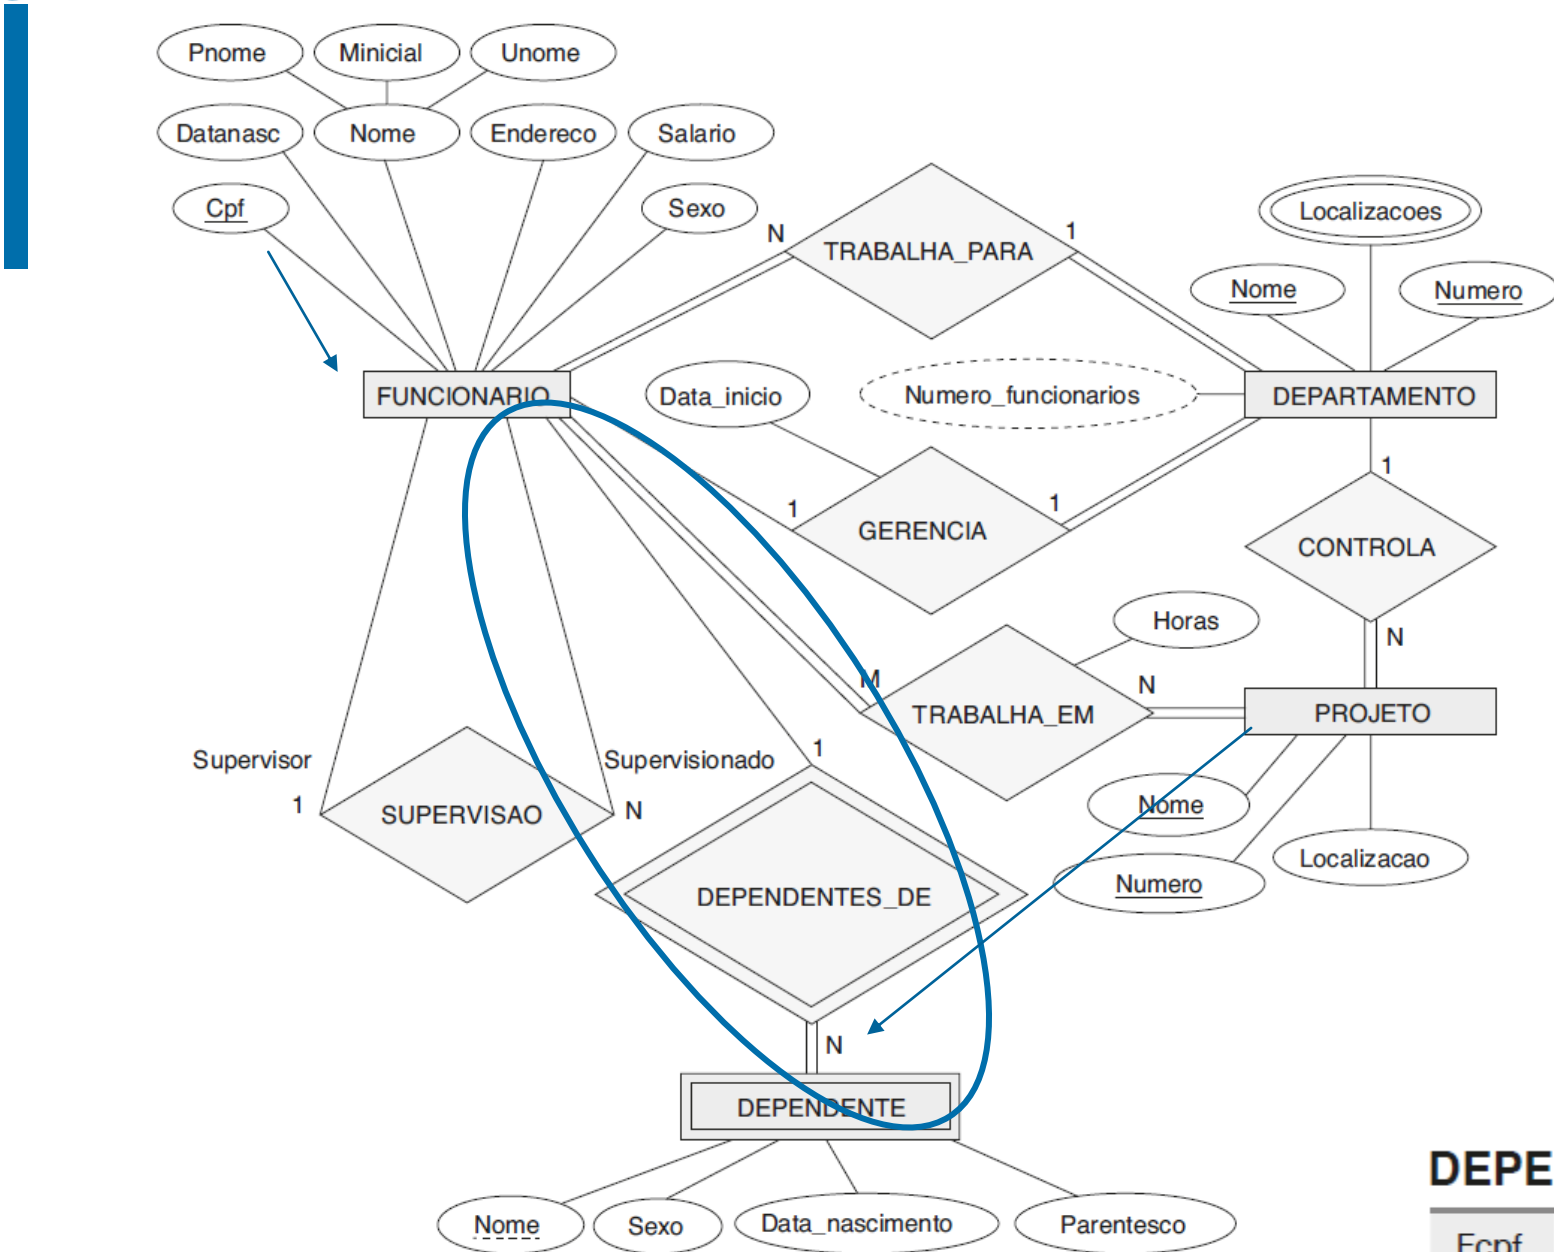 Pnome Minicial Unome
Datanasc Nome Endereco Salario
Cpf Sexo
N TRABALHA_PARA 1
Localizacoes
Nome Numero
FUNCIONARIO Data_inicio Numero_funcionarios DEPARTAMENTO
1
1 GERENCIA 1
CONTROLA
Horas
N
M N
TRABALHA_EM PROJETO
Supervisor Supervisionado 1
1 SUPERVISAO N
Nome
Localizacao
Numero
DEPENDENTES_DE
N
DEPENDENTE
DEPE
Nome Sexo Data_nascimento Parentesco
Fcpf